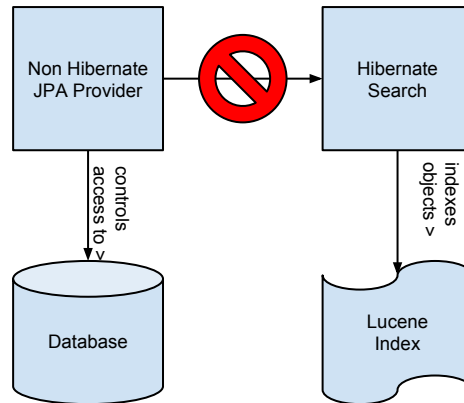 Non Hibernate
JPA Provider
Hibernate
Search
controls
access to >
indexes
objects >
Database
Lucene
Index